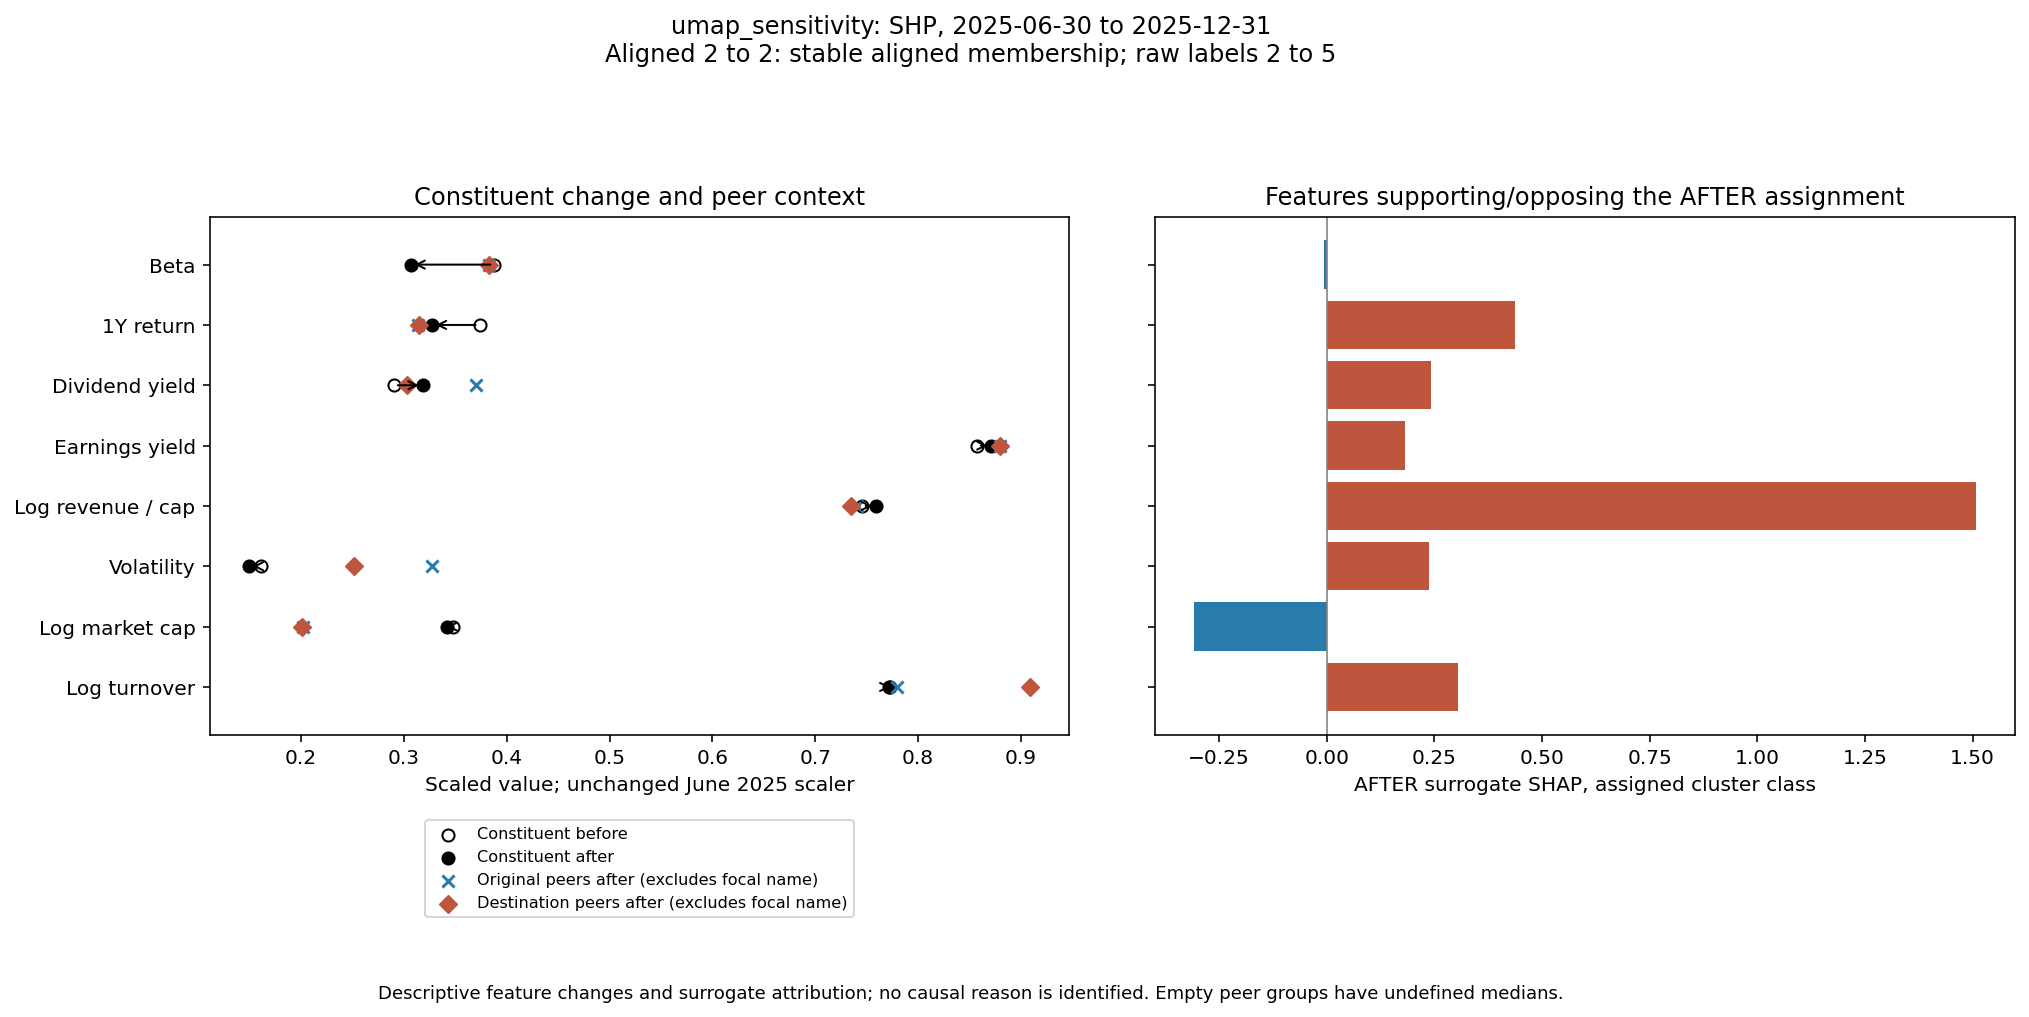 umap_sensitivity: SHP, 2025-06-30 to 2025-12-31
Aligned 2 to 2: stable aligned membership; raw labels 2 to 5
Constituent change and peer context
Features supporting/opposing the AFTER assignment
Beta
1Y return
Dividend yield
Earnings yield
Log revenue / cap
Volatility
Log market cap
Log turnover
0.2 0.3 0.4 0.5 0.6 0.7 0.8 0.9
Scaled value; unchanged June 2025 scaler
−0.25 0.00 0.25 0.50 0.75 1.00 1.25 1.50
AFTER surrogate SHAP, assigned cluster class
Constituent before
Constituent after
Original peers after (excludes focal name)
Destination peers after (excludes focal name)
Descriptive feature changes and surrogate attribution; no causal reason is identified. Empty peer groups have undefined medians.